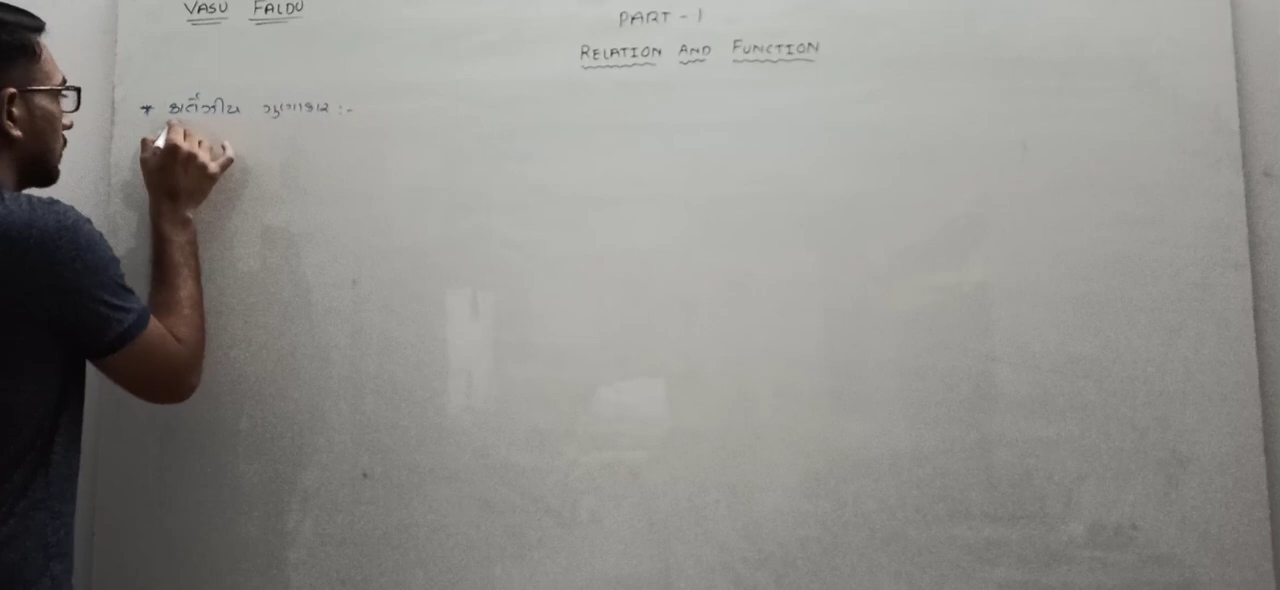 VASU FALDU
PART - 1
RELATION AND FUNCTION
* કાર્તેઝીય ગુણાકાર :-